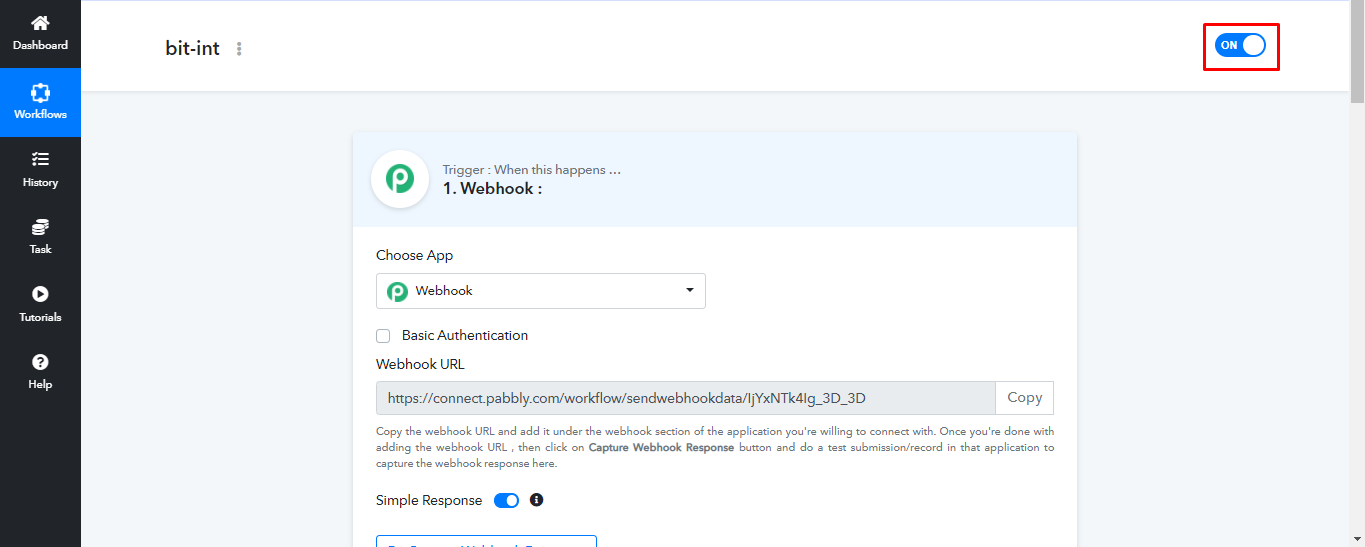 Dashboard
Workflows
History
Task
Tutorials
Help
bit-int
ON
Trigger : When this happens ...
1. Webhook :
Choose App
Webhook
Basic Authentication
Webhook URL
https://connect.pabbly.com/workflow/sendwebhookdata/IjYxNTk4Ig_3D_3D
Copy
Copy the webhook URL and add it under the webhook section of the application you're willing to connect with. Once you're done with
adding the webhook URL , then click on Capture Webhook Response button and do a test submission/record in that application to
capture the webhook response here.
Simple Response